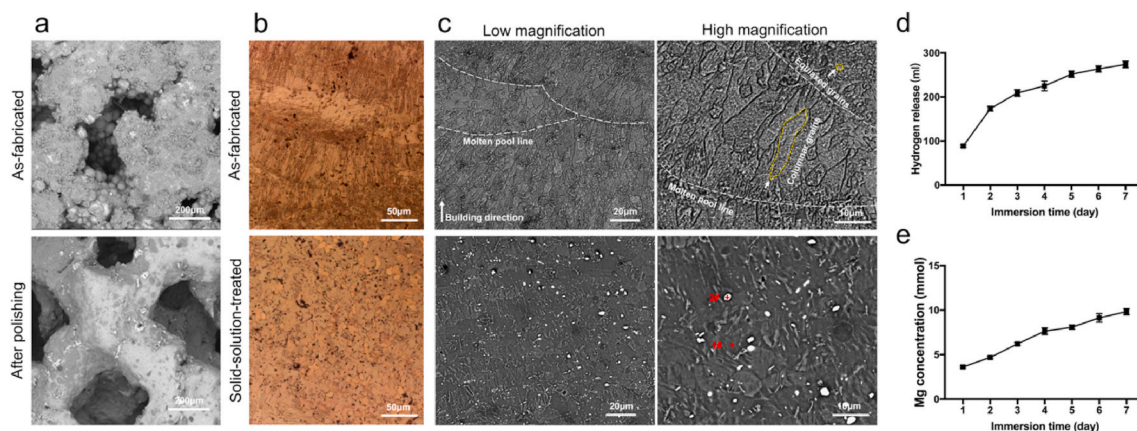 a
b
c
d
e
Low magnification
High magnification
As-fabricated
As-fabricated
After polishing
Solid-solution-treated
200μm
50μm
Molten pool line
Building direction
20μm
Equiaxed grains
Columnar grains
Molten pool line
10μm
200μm
50μm
20μm
10μm
Hydrogen release (ml)
300
200
100
0
1 2 3 4 5 6 7
Immersion time (day)
Mg concentration (mmol)
15
10
5
0
1 2 3 4 5 6 7
Immersion time (day)